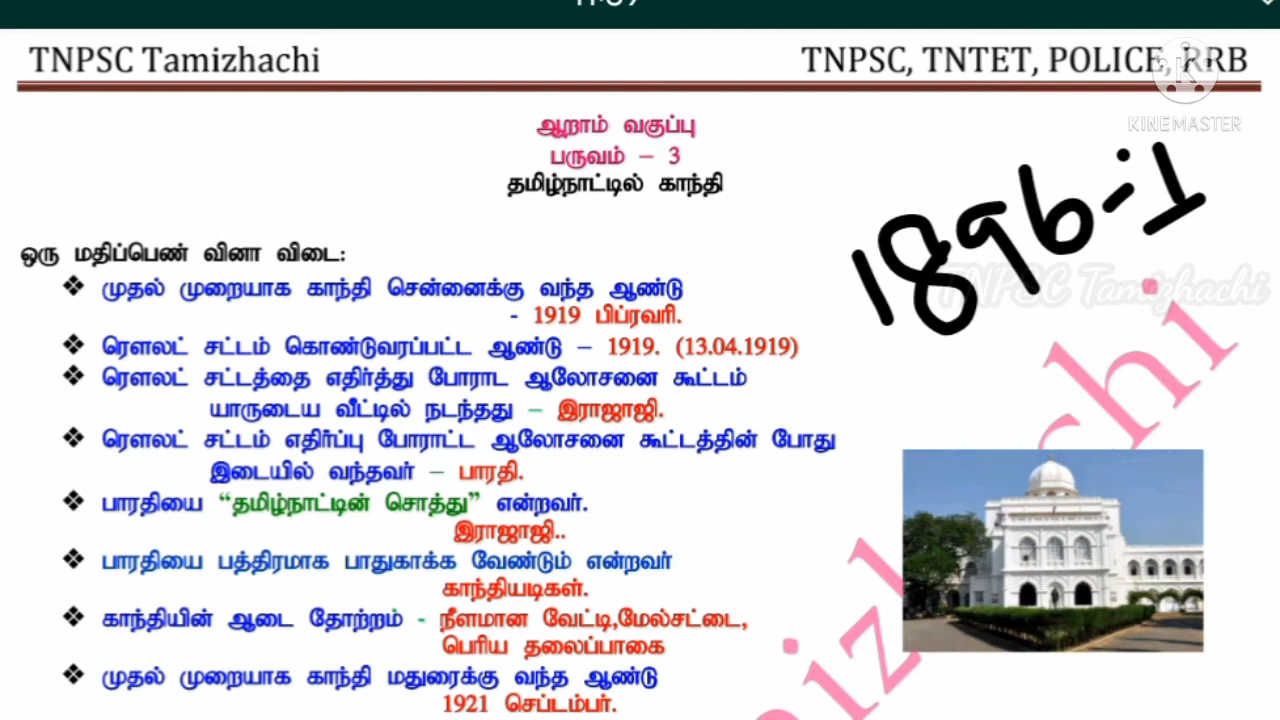 TNPSC Tamizhachi TNPSC, TNTET, POLICE, RRB
KINEMASTER
ஆறாம் வகுப்பு
பருவம் – 3
தமிழ்நாட்டில் காந்தி
1896-1
TNPSC Tamizhachi
ஒரு மதிப்பெண் வினா விடை:
❖ முதல் முறையாக காந்தி சென்னைக்கு வந்த ஆண்டு
- 1919 பிப்ரவரி.
❖ ரௌலட் சட்டம் கொண்டுவரப்பட்ட ஆண்டு – 1919. (13.04.1919)
❖ ரௌலட் சட்டத்தை எதிர்த்து போராட ஆலோசனை கூட்டம்
யாருடைய வீட்டில் நடந்தது – இராஜாஜி.
❖ ரௌலட் சட்டம் எதிர்ப்பு போராட்ட ஆலோசனை கூட்டத்தின் போது
இடையில் வந்தவர் – பாரதி.
❖ பாரதியை “தமிழ்நாட்டின் சொத்து” என்றவர்.
இராஜாஜி..
❖ பாரதியை பத்திரமாக பாதுகாக்க வேண்டும் என்றவர்
காந்தியடிகள்.
❖ காந்தியின் ஆடை தோற்றம் - நீளமான வேட்டி,மேல்சட்டை,
பெரிய தலைப்பாகை
❖ முதல் முறையாக காந்தி மதுரைக்கு வந்த ஆண்டு
1921 செப்டம்பர்.